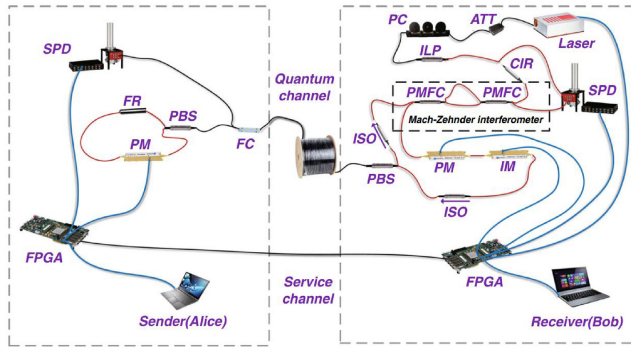 SPD
FR
PBS
PM
FC
FPGA
Sender(Alice)
Quantum
channel
Service
channel
PC
ATT
Laser
ILP
CIR
SPD
PMFC
PMFC
Mach-Zehnder interferometer
ISO
PM
IM
PBS
ISO
FPGA
Receiver(Bob)